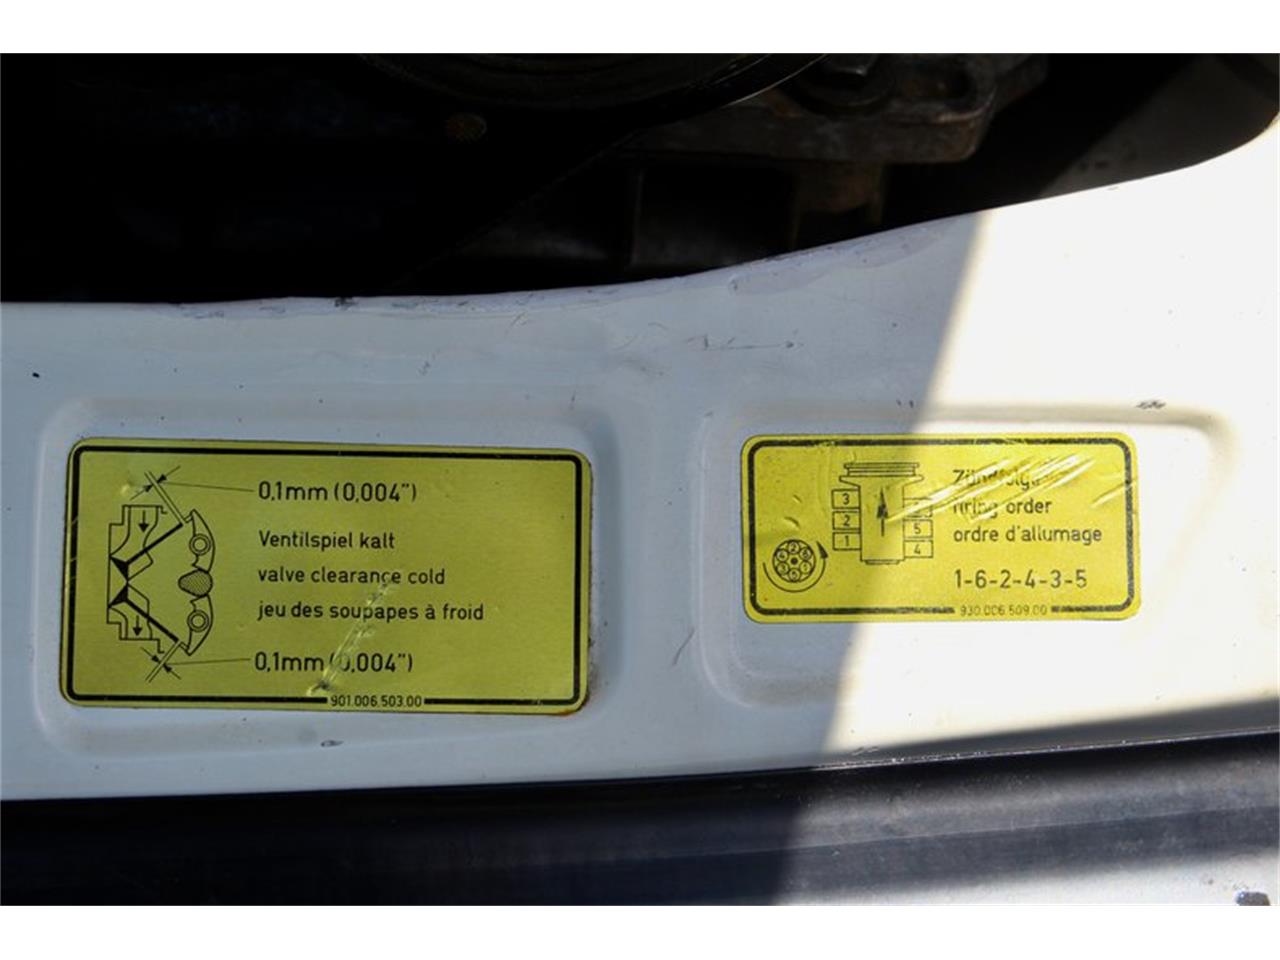 0,1mm (0,004")
Ventilspiel kalt
valve clearance cold
jeu des soupapes à froid
0,1mm (0,004")
901.006.503.00
3
2
1
5
4
Zündfolge
firing order
ordre d'allumage
1-6-2-4-3-5
930.006.509.00